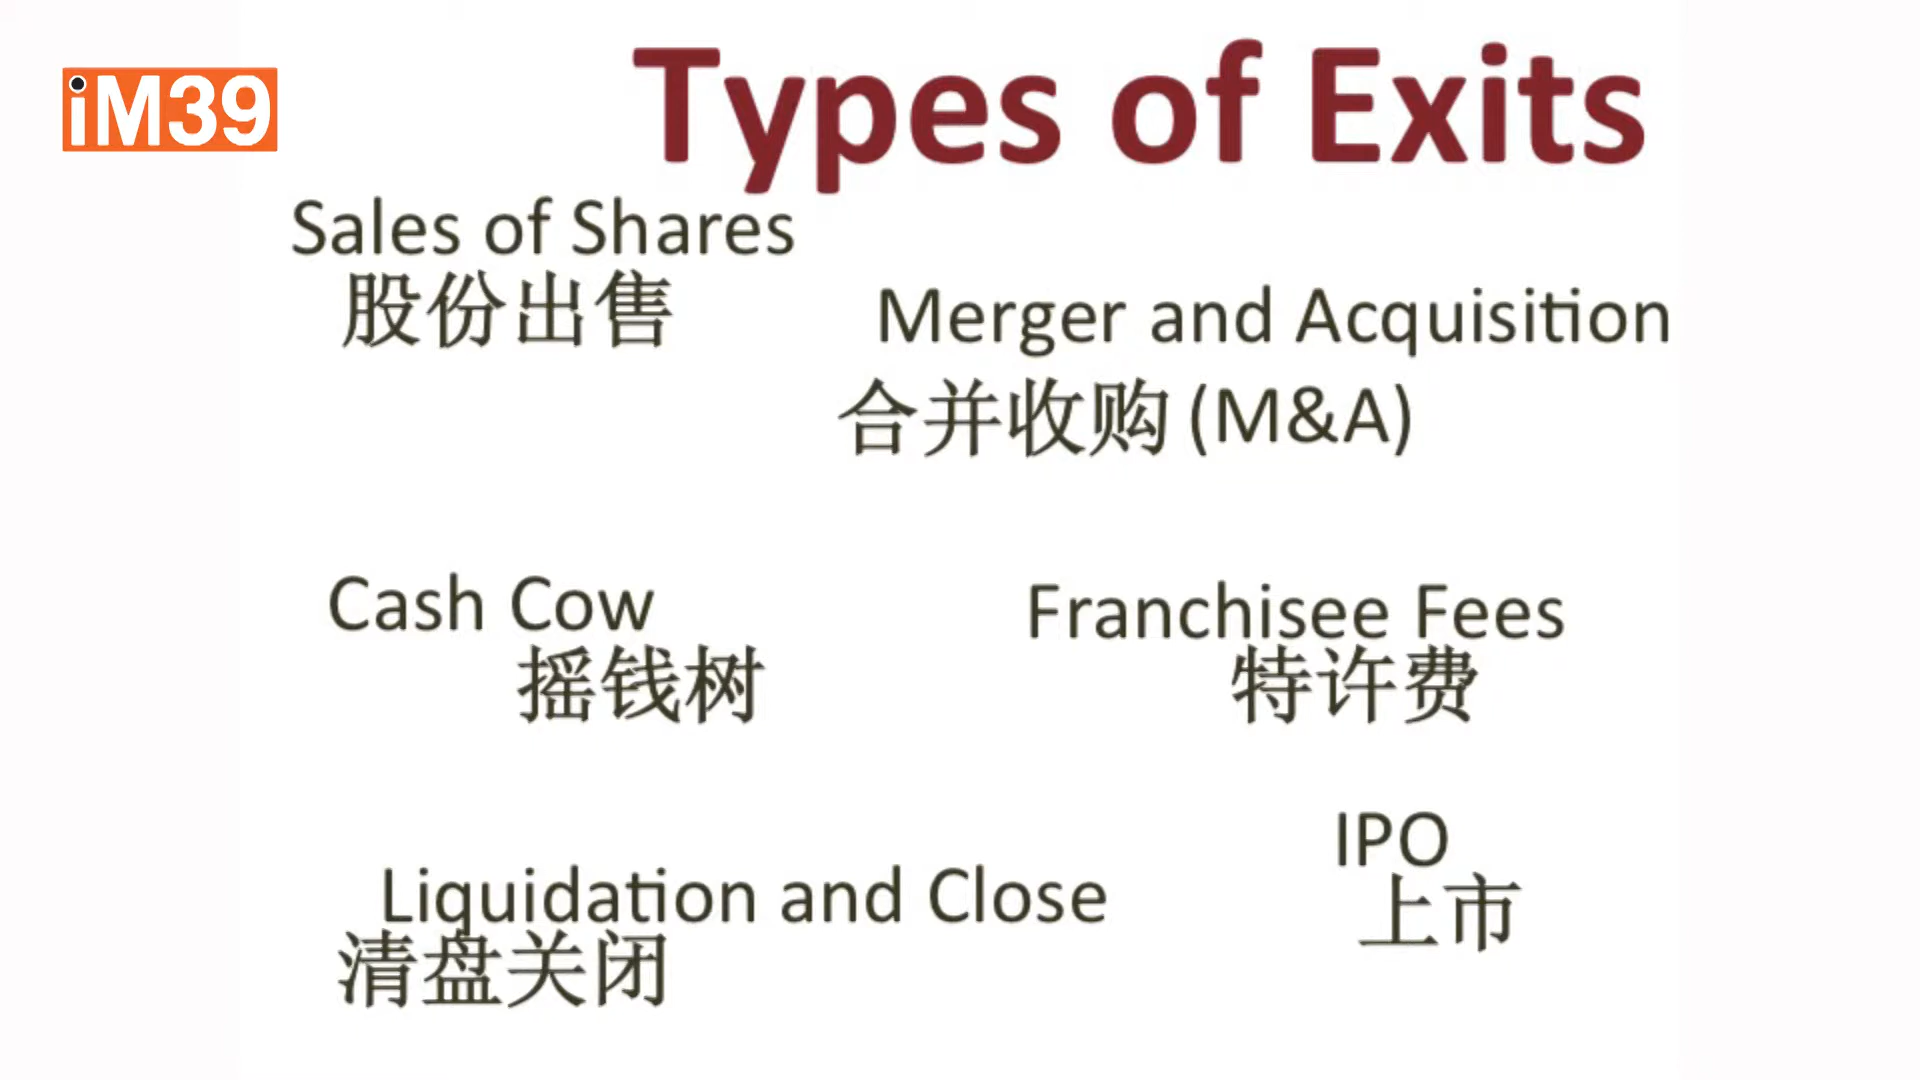 iM39
Types of Exits
Sales of Shares
股份出售
Merger and Acquisition
合并收购 (M&A)
Cash Cow
摇钱树
Franchisee Fees
特许费
Liquidation and Close
清盘关闭
IPO
上市